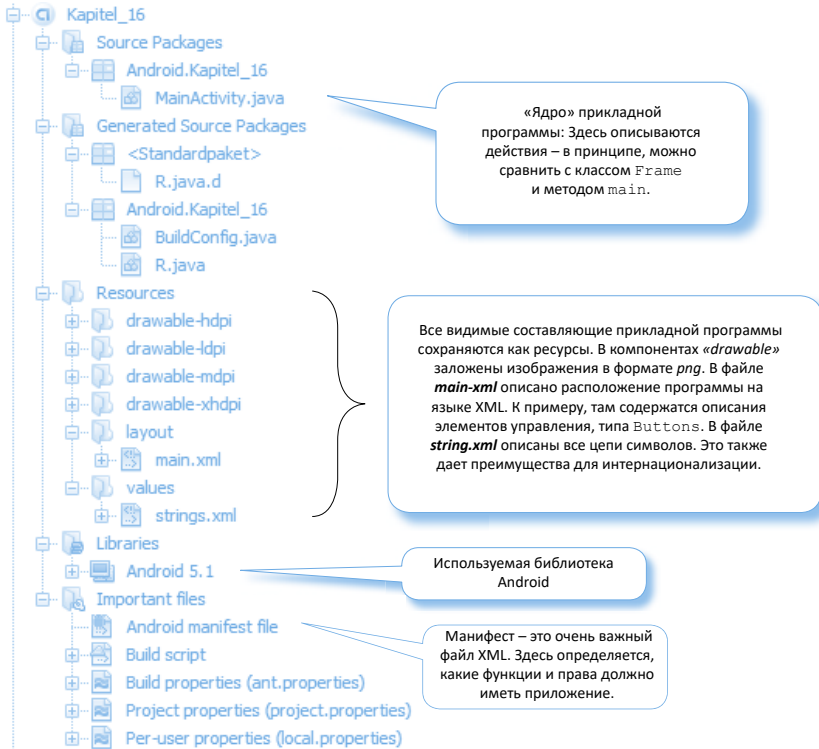 Kapitel_16
Source Packages
Android.Kapitel_16
MainActivity.java
Generated Source Packages
<Standardpaket>
R.java.d
Android.Kapitel_16
BuildConfig.java
R.java
Resources
drawable-hdpi
drawable-ldpi
drawable-mdpi
drawable-xhdpi
layout
main.xml
values
strings.xml
Libraries
Android 5.1
Important files
Android manifest file
Build script
Build properties (ant.properties)
Project properties (project.properties)
Per-user properties (local.properties)
«Ядро» прикладной
программы: Здесь описываются
действия – в принципе, можно
сравнить с классом Frame
и методом main.
Все видимые составляющие прикладной программы
сохраняются как ресурсы. В компонентах «drawable»
заложены изображения в формате png. В файле
main-xml описано расположение программы на
языке XML. К примеру, там содержатся описания
элементов управления, типа Buttons. В файле
string.xml описаны все цепи символов. Это также
дает преимущества для интернационализации.
Используемая библиотека
Android
Манифест – это очень важный
файл XML. Здесь определяется,
какие функции и права должно
иметь приложение.